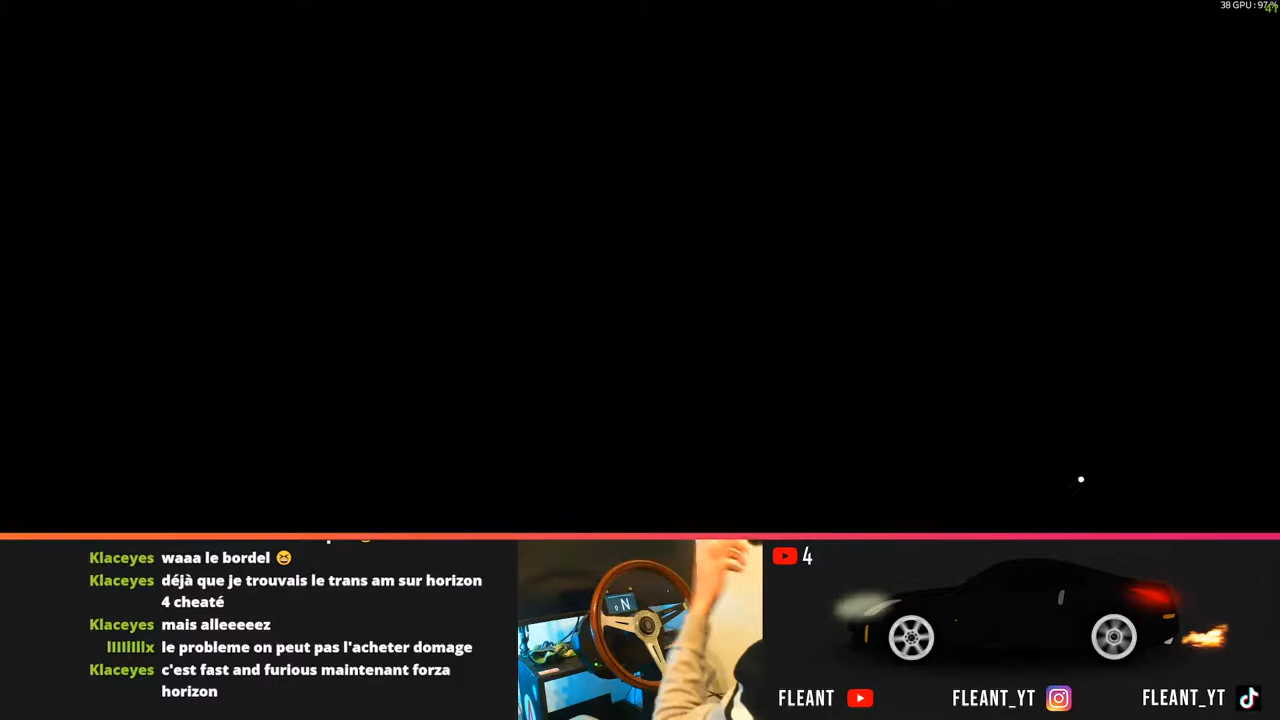 38 GPU : 97 %
41
Klaceyes waaa le bordel 😆
Klaceyes déjà que je trouvais le trans am sur horizon
4 cheaté
Klaceyes mais alleeeeez
llllllllx le probleme on peut pas l'acheter domage
Klaceyes c'est fast and furious maintenant forza
horizon
N
4
FLEANT
FLEANT_YT
FLEANT_YT